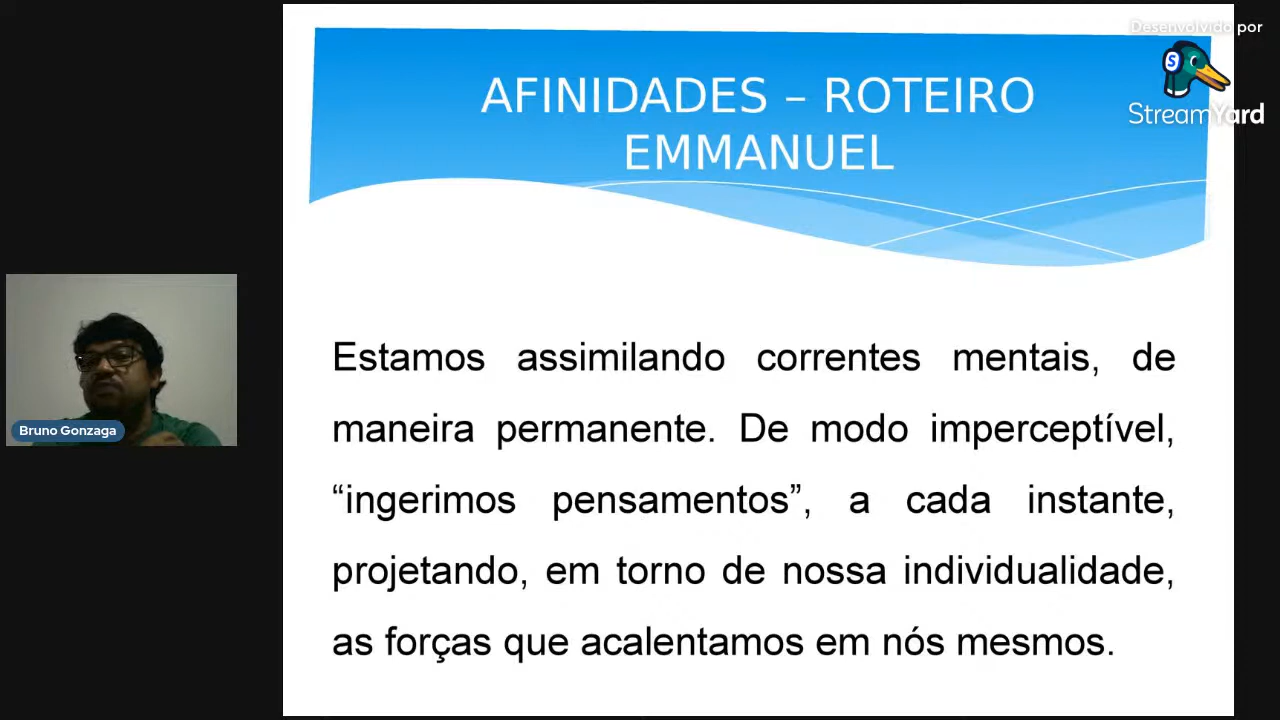 Desenvolvido por
StreamYard
AFINIDADES – ROTEIRO
EMMANUEL
Estamos assimilando correntes mentais, de
maneira permanente. De modo imperceptível,
“ingerimos pensamentos”, a cada instante,
projetando, em torno de nossa individualidade,
as forças que acalentamos em nós mesmos.
Bruno Gonzaga